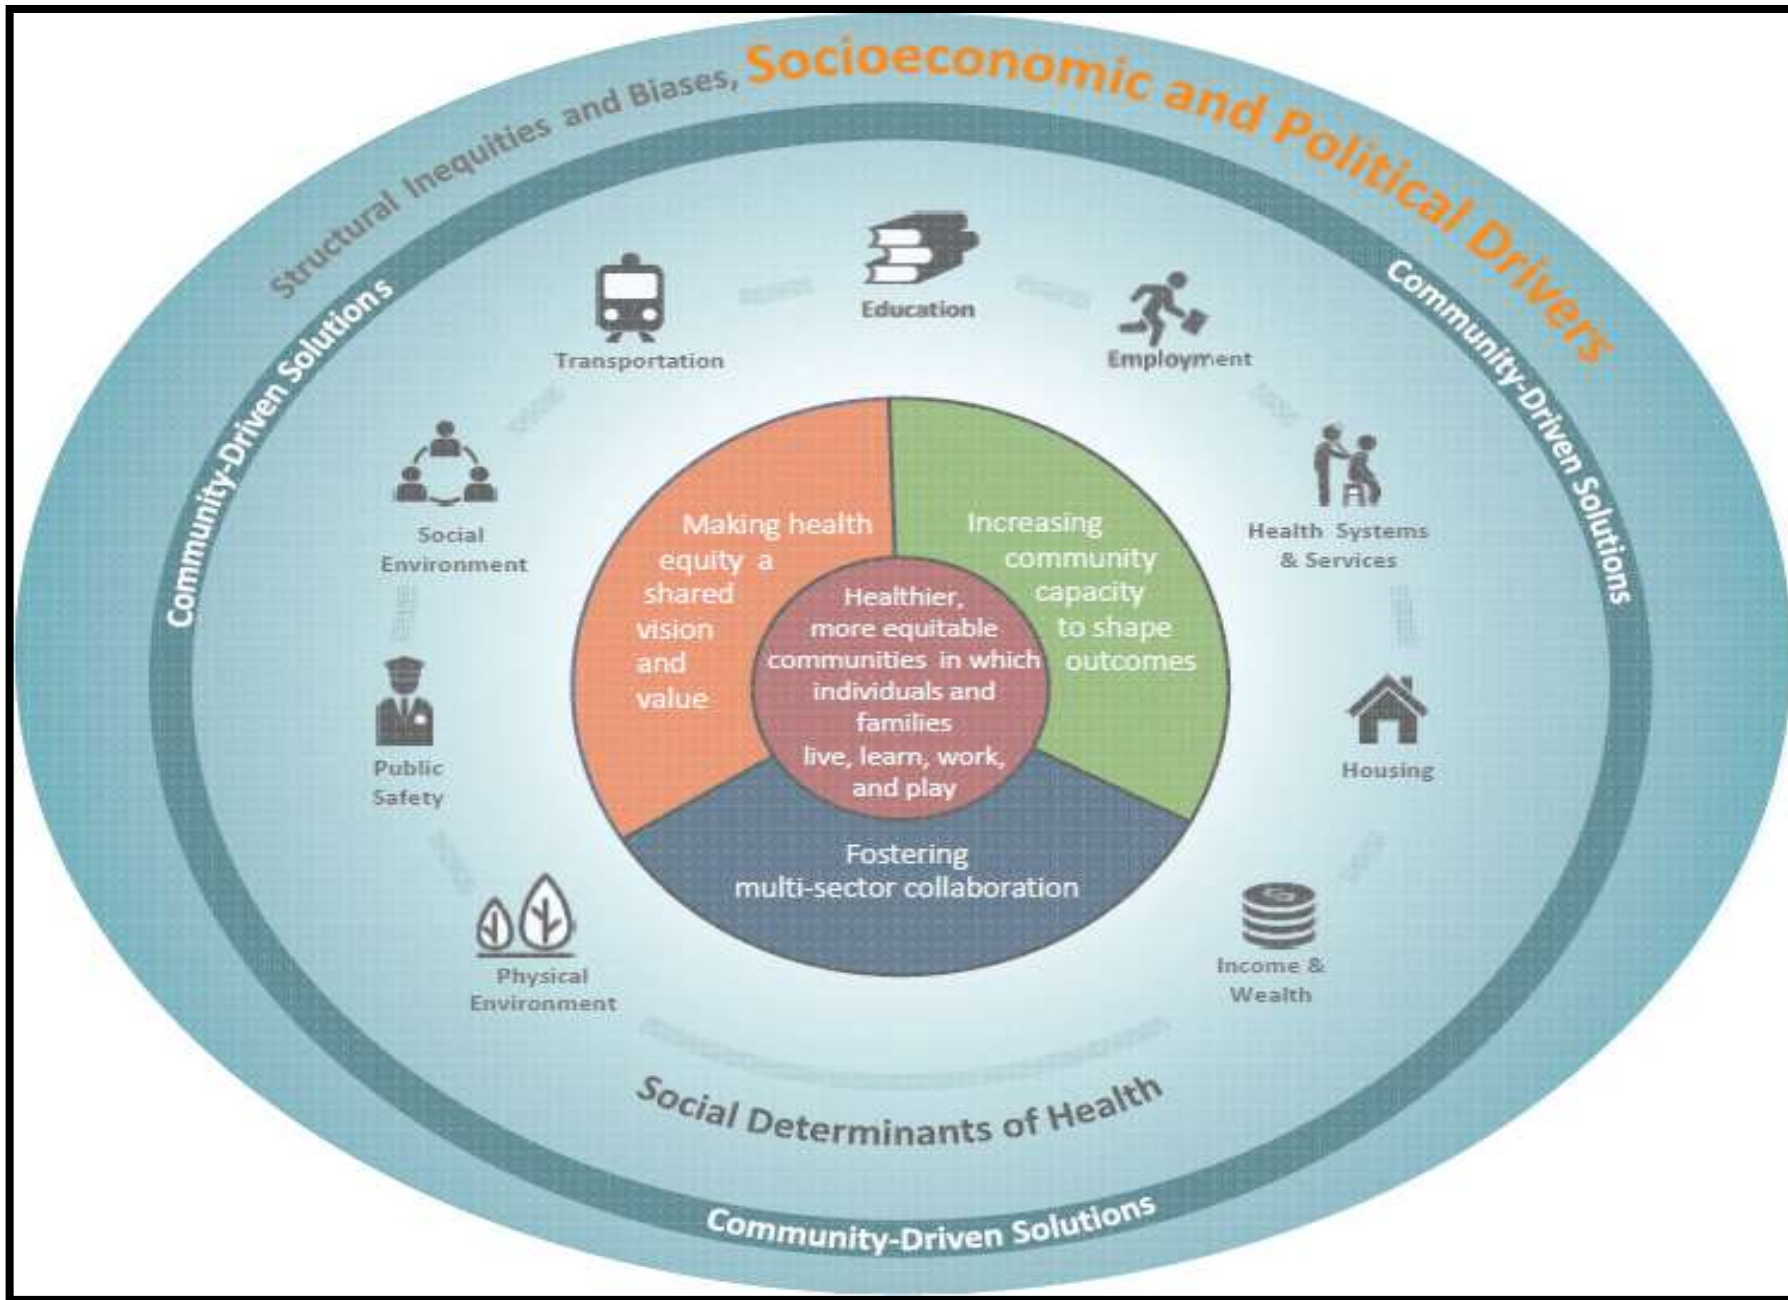 Structural Inequities and Biases, Socioeconomic and Political Drivers
Community-Driven Solutions
Community-Driven Solutions
Education
Transportation
Employment
Social
Environment
Health Systems
& Services
Public
Safety
Housing
Physical
Environment
Income &
Wealth
Making health
equity a
shared
vision
and
value
Increasing
community
capacity
to shape
outcomes
Healthier,
more equitable
communities in which
individuals and
families
live, learn, work,
and play
Fostering
multi-sector collaboration
Social Determinants of Health
Community-Driven Solutions